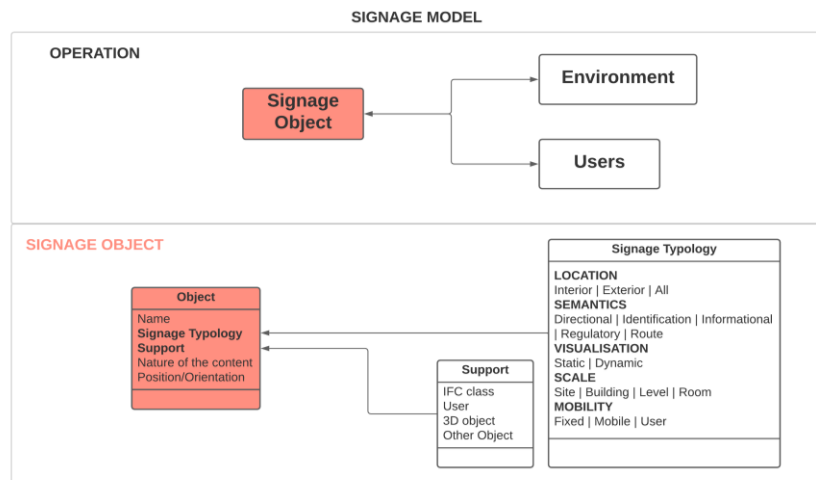 SIGNAGE MODEL
OPERATION
Signage
Object
Environment
Users
SIGNAGE OBJECT
Object
Name
Signage Typology
Support
Nature of the content
Position/Orientation
Support
IFC class
User
3D object
Other Object
Signage Typology
LOCATION
Interior | Exterior | All
SEMANTICS
Directional | Identification | Informational
| Regulatory | Route
VISUALISATION
Static | Dynamic
SCALE
Site | Building | Level | Room
MOBILITY
Fixed | Mobile | User